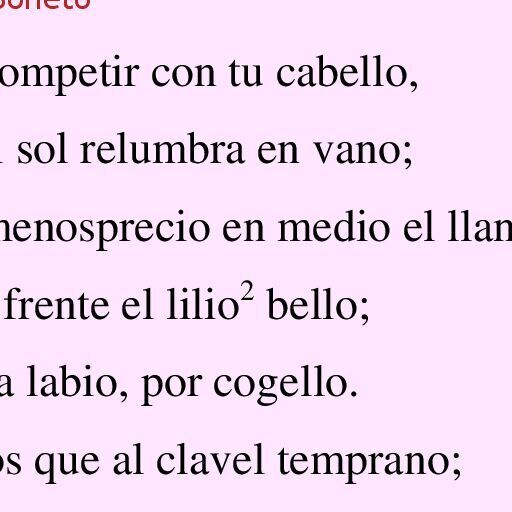 Soneto
ompetir con tu cabello,
sol relumbra en vano;
menosprecio en medio el llan
frente el lilio² bello;
a labio, por cogello.
os que al clavel temprano;